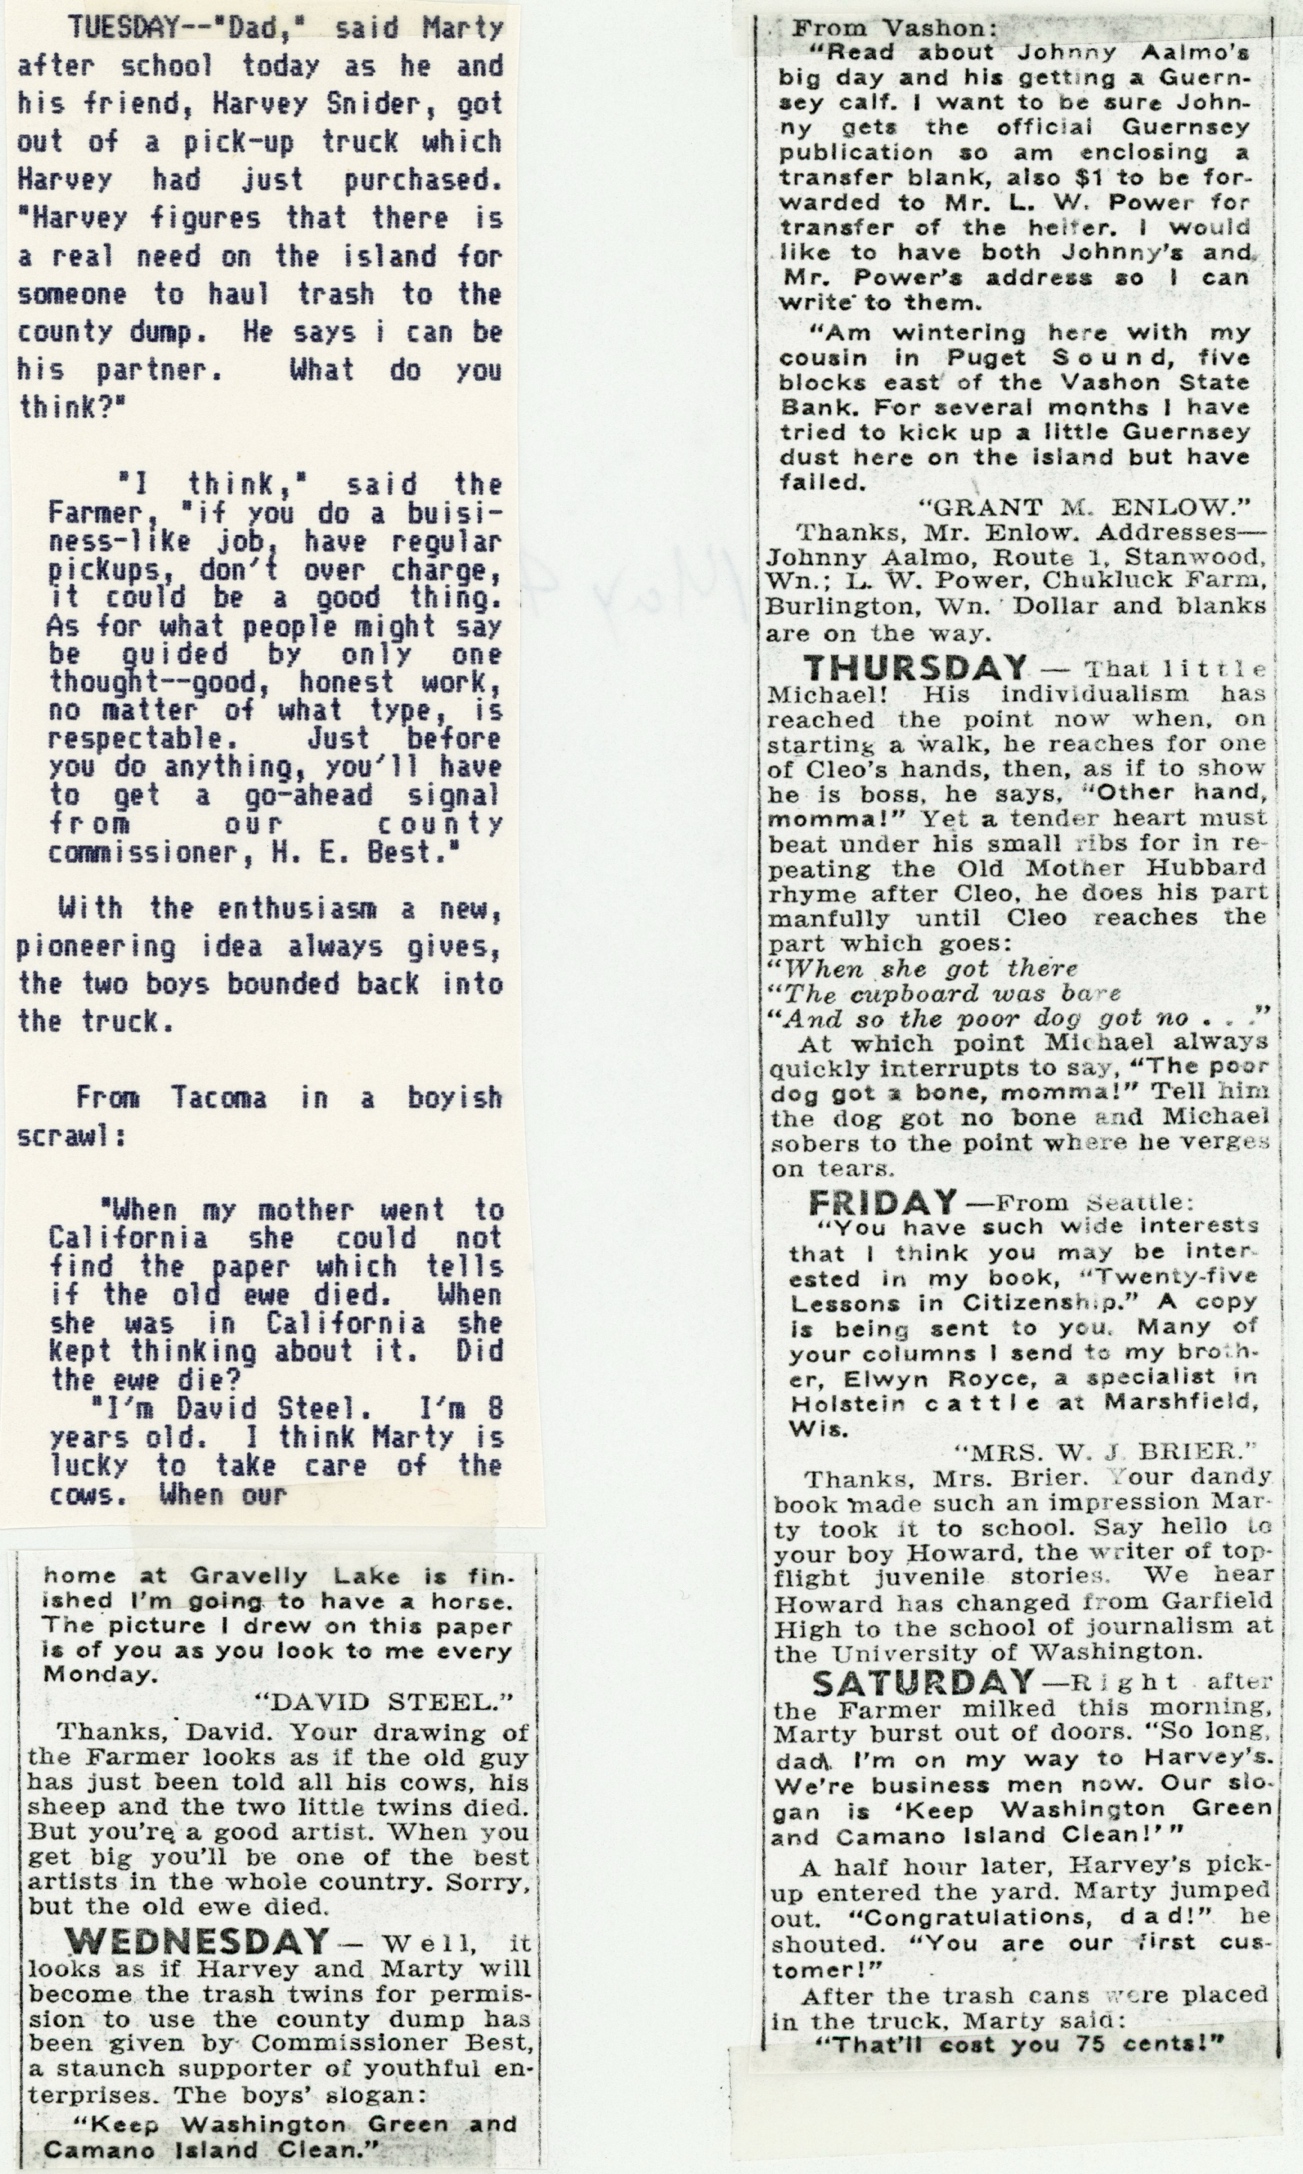 TUESDAY--"Dad," said Marty
after school today as he and
his friend, Harvey Snider, got
out of a pick-up truck which
Harvey had just purchased.
"Harvey figures that there is
a real need on the island for
someone to haul trash to the
county dump. He says i can be
his partner. What do you
think?"
"I think," said the
Farmer, "if you do a buisi-
ness-like job, have regular
pickups, don't over charge,
it could be a good thing.
As for what people might say
be guided by only one
thought--good, honest work,
no matter of what type, is
respectable. Just before
you do anything, you'll have
to get a go-ahead signal
from our county
commissioner, H. E. Best."
With the enthusiasm a new,
pioneering idea always gives,
the two boys bounded back into
the truck.
From Tacoma in a boyish
scrawl:
"When my mother went to
California she could not
find the paper which tells
if the old ewe died. When
she was in California she
kept thinking about it. Did
the ewe die?
"I'm David Steel. I'm 8
years old. I think Marty is
lucky to take care of the
cows. When our
home at Gravelly Lake is fin-
ished I'm going to have a horse.
The picture I drew on this paper
is of you as you look to me every
Monday.
"DAVID STEEL."
Thanks, David. Your drawing of
the Farmer looks as if the old guy
has just been told all his cows, his
sheep and the two little twins died.
But you're a good artist. When you
get big you'll be one of the best
artists in the whole country. Sorry,
but the old ewe died.
WEDNESDAY — Well, it
looks as if Harvey and Marty will
become the trash twins for permis-
sion to use the county dump has
been given by Commissioner Best,
a staunch supporter of youthful en-
terprises. The boys' slogan:
"Keep Washington Green and
Camano Island Clean."
From Vashon:
"Read about Johnny Aalmo's
big day and his getting a Guern-
sey calf. I want to be sure John-
ny gets the official Guernsey
publication so am enclosing a
transfer blank, also $1 to be for-
warded to Mr. L. W. Power for
transfer of the heifer. I would
like to have both Johnny's and
Mr. Power's address so I can
write to them.
"Am wintering here with my
cousin in Puget Sound, five
blocks east of the Vashon State
Bank. For several months I have
tried to kick up a little Guernsey
dust here on the island but have
failed.
"GRANT M. ENLOW."
Thanks, Mr. Enlow. Addresses—
Johnny Aalmo, Route 1, Stanwood,
Wn.; L. W. Power, Chukluck Farm,
Burlington, Wn. Dollar and blanks
are on the way.
THURSDAY — That little
Michael! His individualism has
reached the point now when, on
starting a walk, he reaches for one
of Cleo's hands, then, as if to show
he is boss, he says, "Other hand,
momma!" Yet a tender heart must
beat under his small ribs for in re-
peating the Old Mother Hubbard
rhyme after Cleo, he does his part
manfully until Cleo reaches the
part which goes:
"When she got there
"The cupboard was bare
"And so the poor dog got no . . ."
At which point Michael always
quickly interrupts to say, "The poor
dog got a bone, momma!" Tell him
the dog got no bone and Michael
sobers to the point where he verges
on tears.
FRIDAY —From Seattle:
"You have such wide interests
that I think you may be inter-
ested in my book, "Twenty-five
Lessons in Citizenship." A copy
is being sent to you. Many of
your columns I send to my broth-
er, Elwyn Royce, a specialist in
Holstein cattle at Marshfield,
Wis.
"MRS. W. J. BRIER."
Thanks, Mrs. Brier. Your dandy
book made such an impression Mar-
ty took it to school. Say hello to
your boy Howard, the writer of top-
flight juvenile stories. We hear
Howard has changed from Garfield
High to the school of journalism at
the University of Washington.
SATURDAY —Right after
the Farmer milked this morning,
Marty burst out of doors. "So long,
dad. I'm on my way to Harvey's.
We're business men now. Our slo-
gan is 'Keep Washington Green
and Camano Island Clean!'"
A half hour later, Harvey's pick-
up entered the yard. Marty jumped
out. "Congratulations, dad!" he
shouted. "You are our first cus-
tomer!"
After the trash cans were placed
in the truck, Marty said:
"That'll cost you 75 cents!"